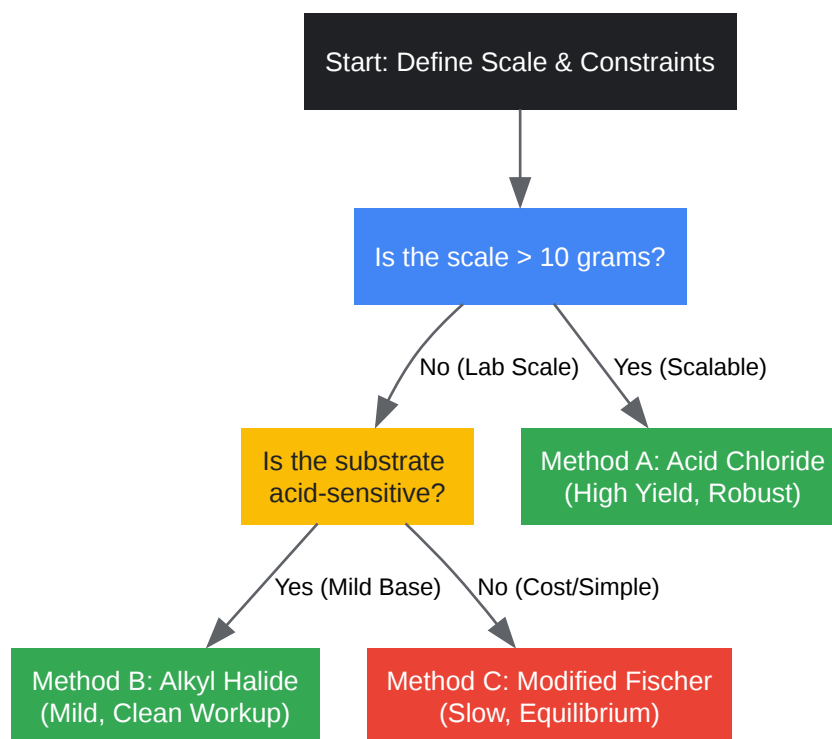 Start: Define Scale & Constraints
Is the scale > 10 grams?
No (Lab Scale)
Yes (Scalable)
Is the substrate
acid-sensitive?
Method A: Acid Chloride
(High Yield, Robust)
Yes (Mild Base)
No (Cost/Simple)
Method B: Alkyl Halide
(Mild, Clean Workup)
Method C: Modified Fischer
(Slow, Equilibrium)